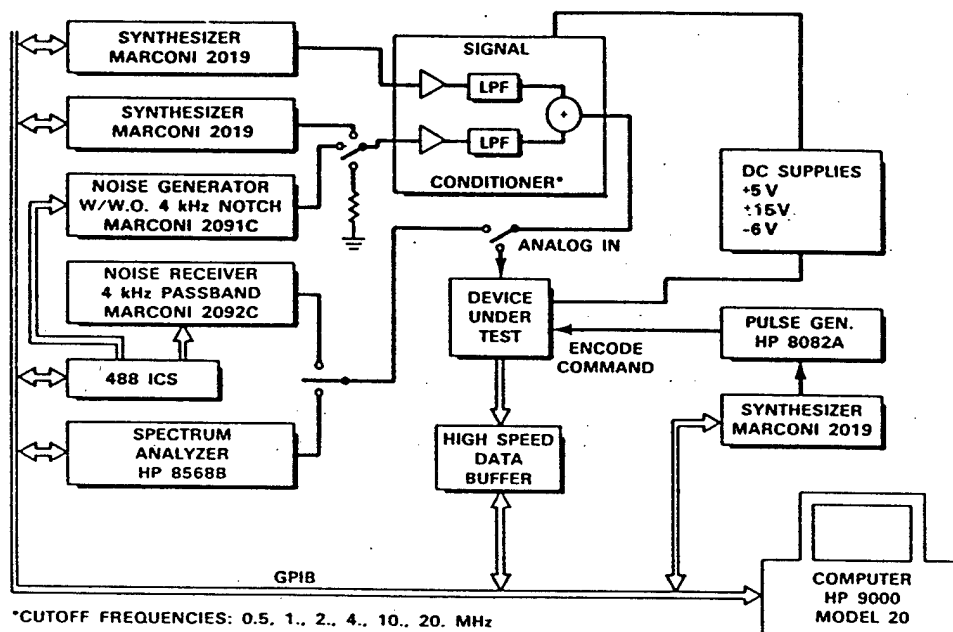 SYNTHESIZER
MARCONI 2019
SYNTHESIZER
MARCONI 2019
NOISE GENERATOR
W/W.O. 4 kHz NOTCH
MARCONI 2091C
NOISE RECEIVER
4 kHz PASSBAND
MARCONI 2092C
488 ICS
SPECTRUM
ANALYZER
HP 8568B
SIGNAL
LPF
+
LPF
CONDITIONER*
ANALOG IN
DEVICE
UNDER
TEST
ENCODE
COMMAND
HIGH SPEED
DATA
BUFFER
DC SUPPLIES
+5 V
±15V
-6 V
PULSE GEN.
HP 8082A
SYNTHESIZER
MARCONI 2019
COMPUTER
HP 9000
MODEL 20
GPIB
*CUTOFF FREQUENCIES: 0.5, 1., 2., 4., 10., 20. MHz